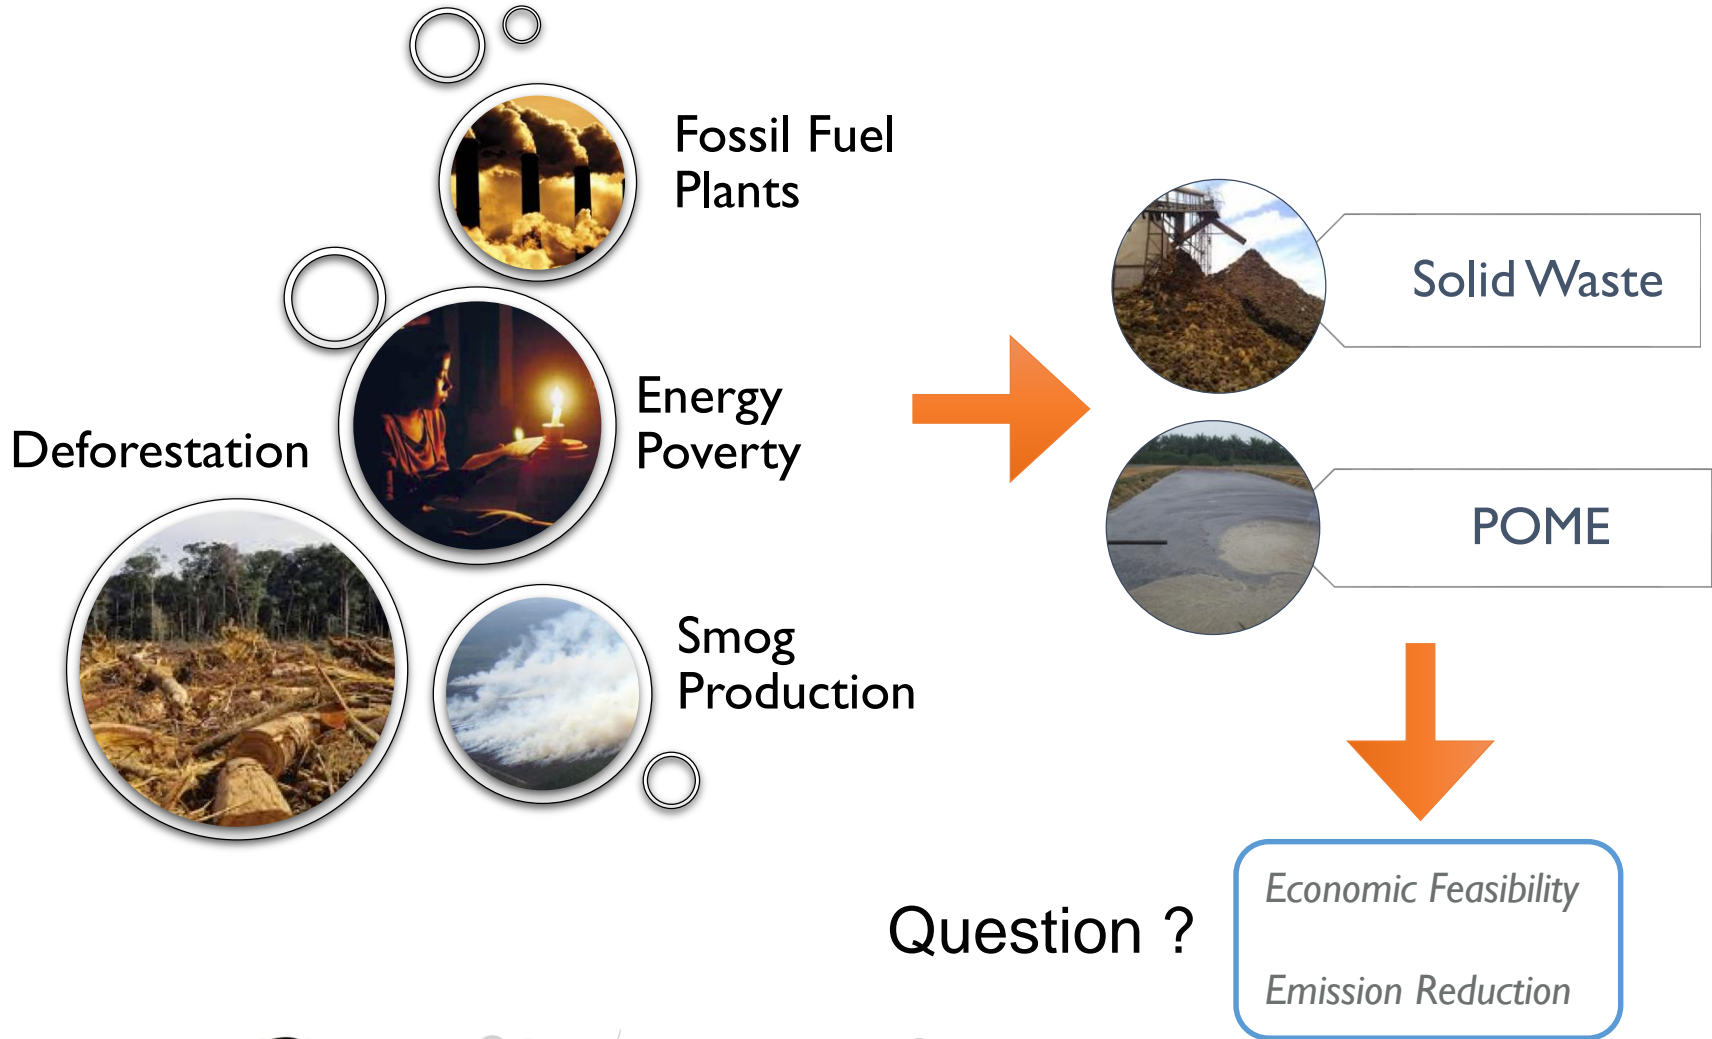 Fossil Fuel
Plants
Energy
Poverty
Deforestation
Smog
Production
Solid Waste
POME
Question ?
Economic Feasibility
Emission Reduction